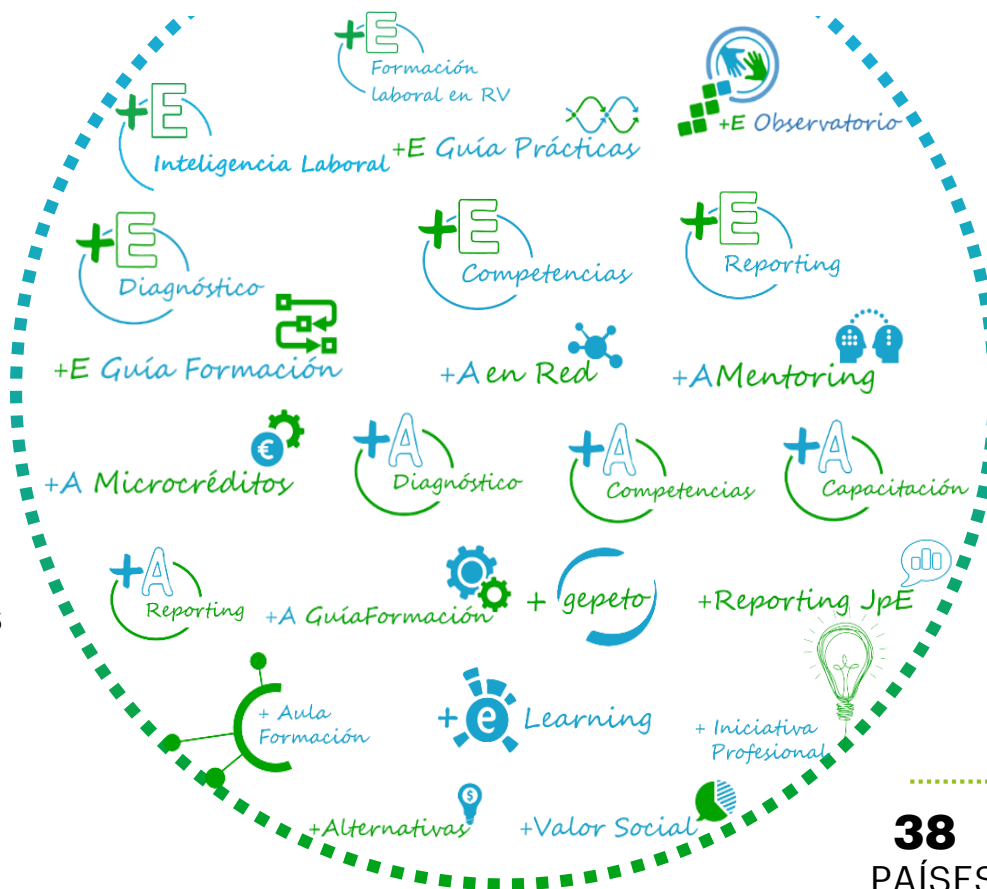 +E
Formación
laboral en RV
+E
Inteligencia Laboral
+E Guía Prácticas
+E Observatorio
+E
Diagnóstico
+E
Competencias
+E
Reporting
+E Guía Formación
+A en Red
+A Mentoring
€
+A Microcréditos
+A
Diagnóstico
+A
Competencias
+A
Capacitación
+A
Reporting
+A GuíaFormación
+ gepeto
+Reporting JpE
+ Aula
Formación
+ e Learning
+ Iniciativa
Profesional
$
+Alternativas
+Valor Social
38
PAÍSES